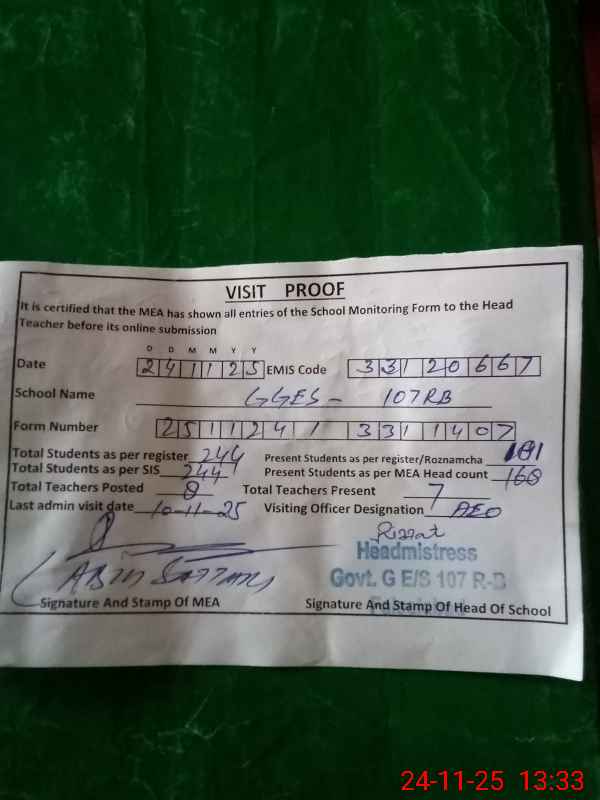 VISIT PROOF
It is certified that the MEA has shown all entries of the School Monitoring Form to the Head
Teacher before its online submission
D D M M Y Y
Date 2 4 1 1 2 5 EMIS Code 3 3 1 2 0 6 6 7
School Name GGES - 107 RB
Form Number 2 5 1 1 2 4 1 3 3 1 1 4 0 7
Total Students as per register 244 Present Students as per register/Roznamcha 181
Total Students as per SIS 244 Present Students as per MEA Head count 160
Total Teachers Posted 8 Total Teachers Present 7
Last admin visit date 10-11-25 Visiting Officer Designation AEO
Headmistress
Govt. G E/S 107 R-B
Signature And Stamp Of MEA Signature And Stamp Of Head Of School
24-11-25 13:33